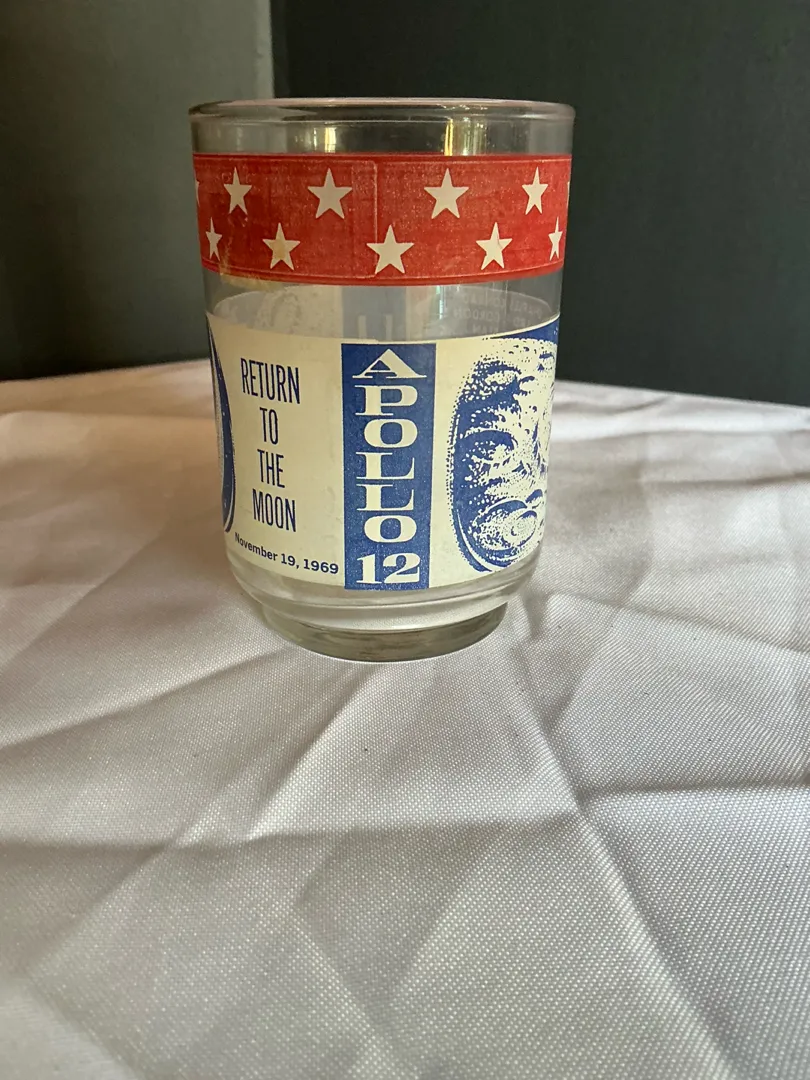 RETURN
TO
THE
MOON
November 19, 1969
APOLLO
12